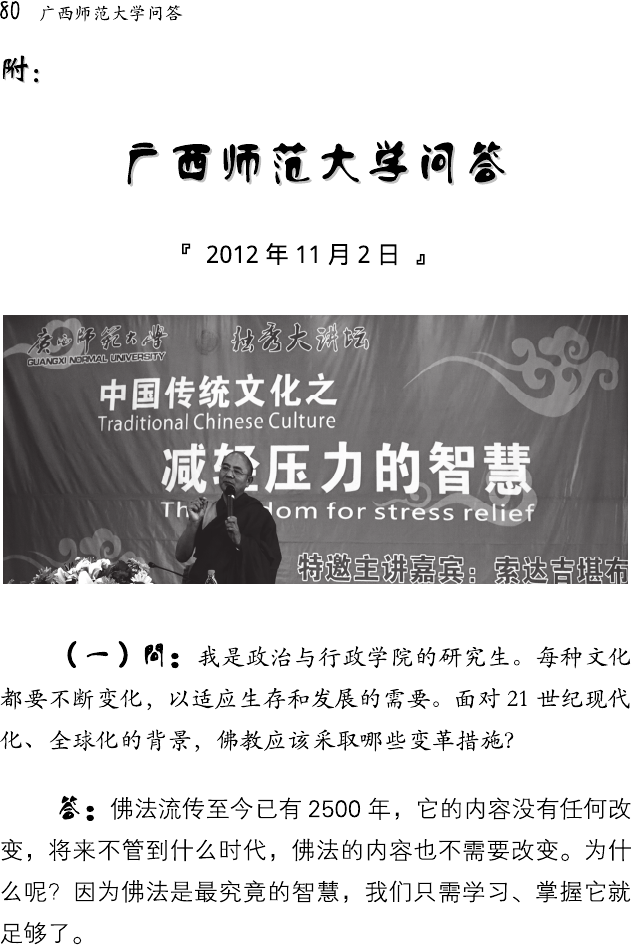 80 广西师范大学问答
附：
广西师范大学问答
『 2012 年 11 月 2 日 』
广西师范大学 独秀大讲坛
GUANGXI NORMAL UNIVERSITY
中国传统文化之
Traditional Chinese Culture
减轻压力的智慧
The dom for stress relief
特邀主讲嘉宾：索达吉堪布
（一）問：我是政治与行政学院的研究生。每种文化
都要不断变化，以适应生存和发展的需要。面对 21 世纪现代
化、全球化的背景，佛教应该采取哪些变革措施？
答：佛法流传至今已有 2500 年，它的内容没有任何改
变，将来不管到什么时代，佛法的内容也不需要改变。为什
么呢？因为佛法是最究竟的智慧，我们只需学习、掌握它就
足够了。